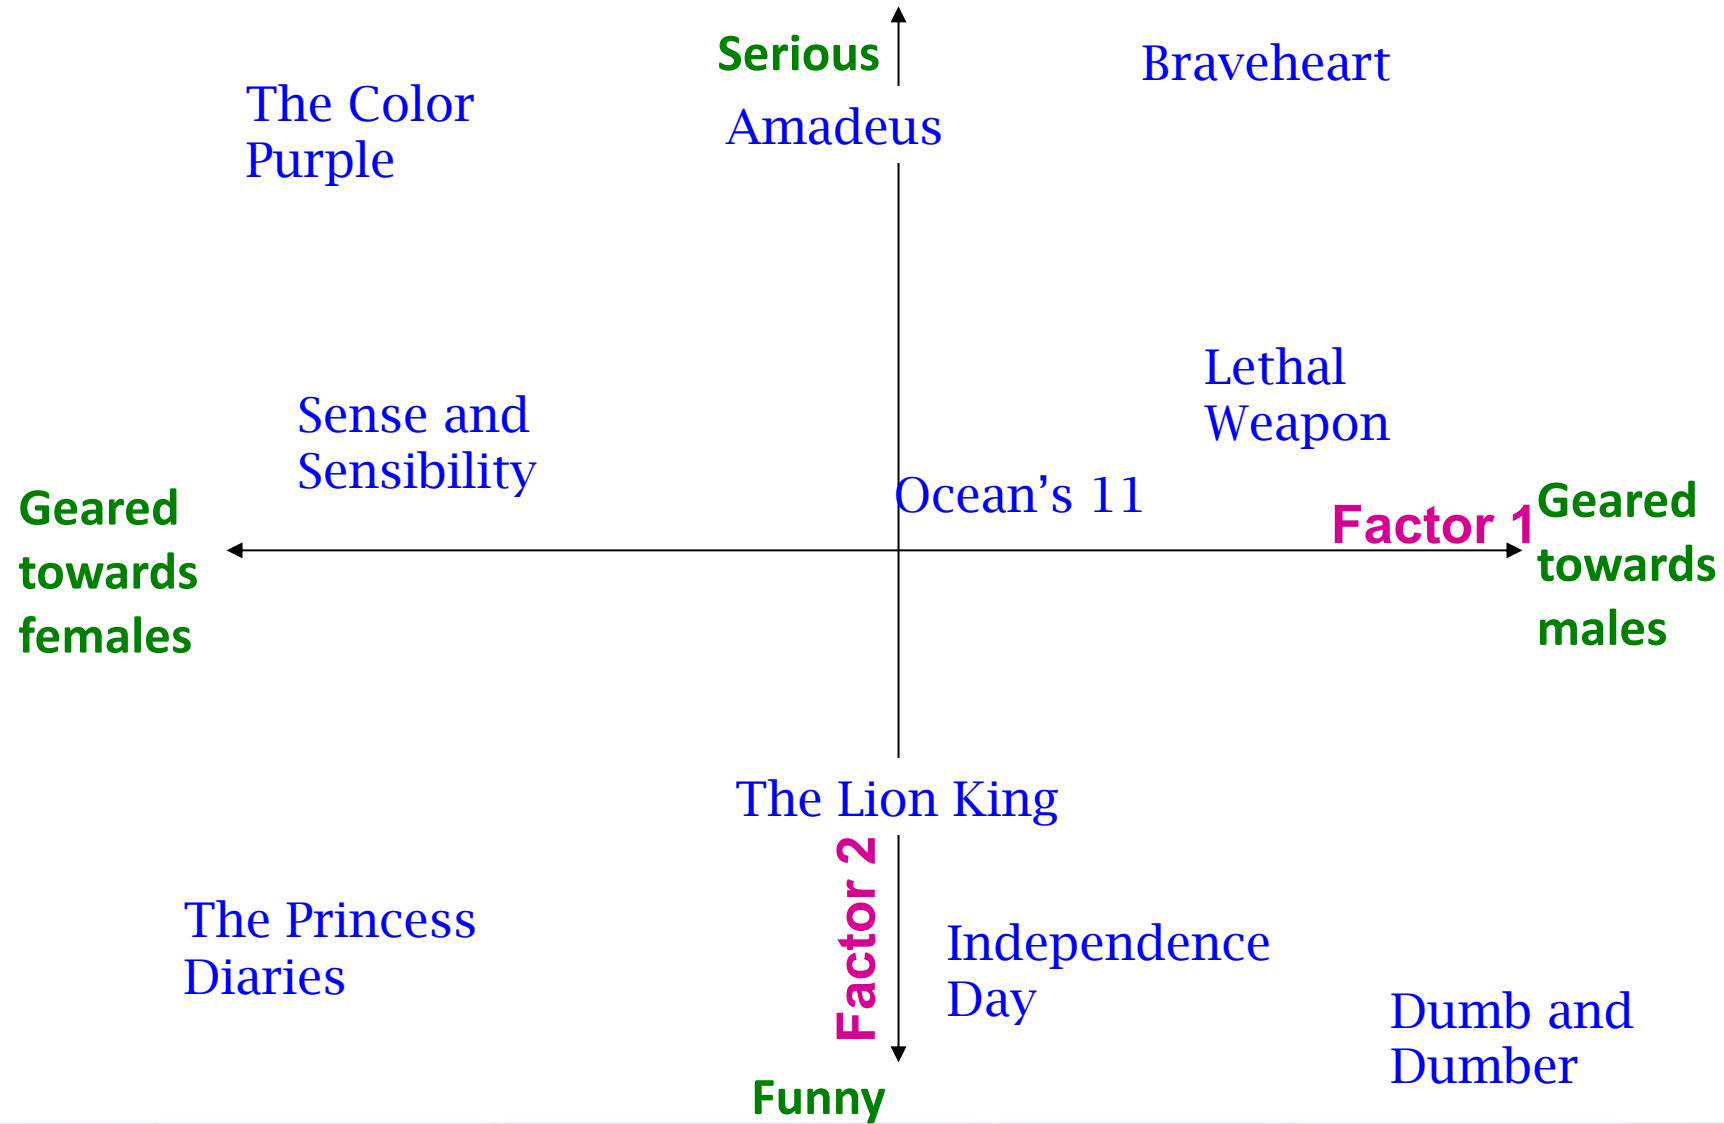 Serious
Braveheart
The Color
Purple
Amadeus
Lethal
Weapon
Sense and
Sensibility
Ocean’s 11
Factor 1
Geared
towards
females
Geared
towards
males
The Lion King
Factor 2
The Princess
Diaries
Independence
Day
Dumb and
Dumber
Funny